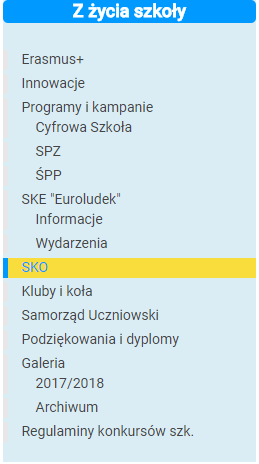 Z życia szkoły
Erasmus+
Innowacje
Programy i kampanie
Cyfrowa Szkoła
SPZ
ŚPP
SKE "Euroludek"
Informacje
Wydarzenia
SKO
Kluby i koła
Samorząd Uczniowski
Podziękowania i dyplomy
Galeria
2017/2018
Archiwum
Regulaminy konkursów szk.